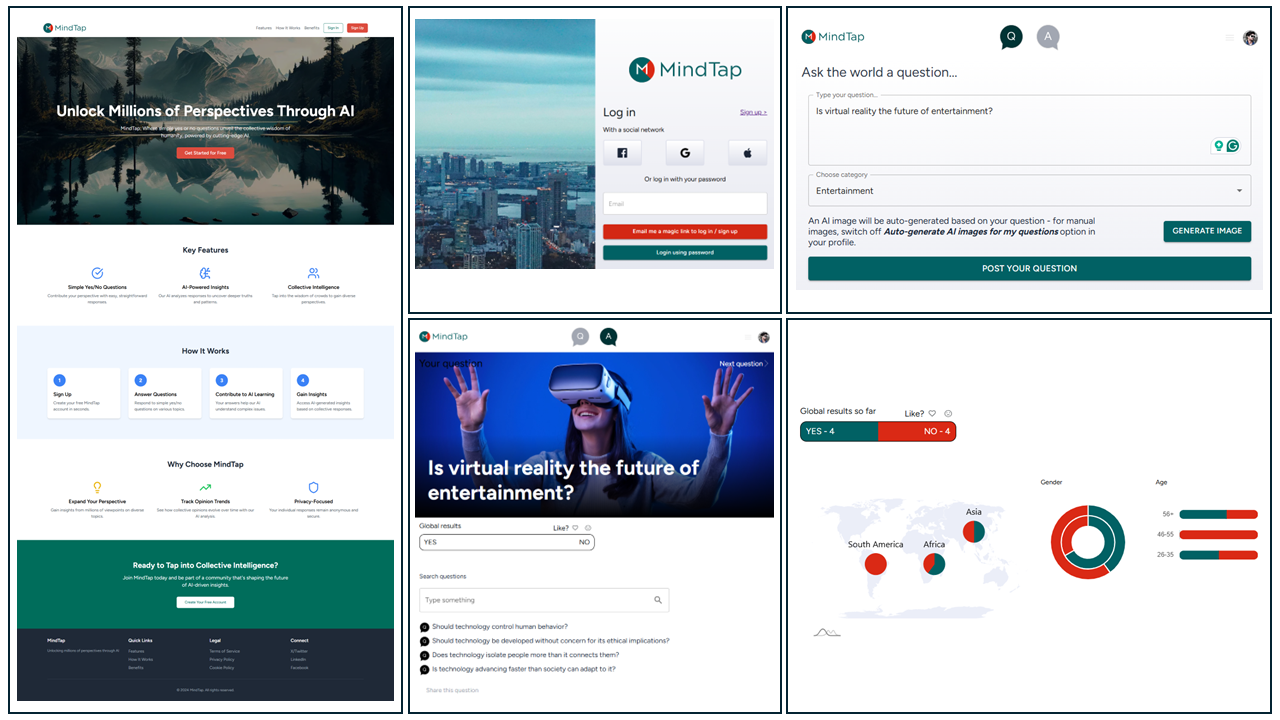 MindTap
Features How It Works Benefits Sign In Sign Up
Unlock Millions of Perspectives Through AI
MindTap: Where simple yes or no questions unveil the collective wisdom of
humanity, powered by cutting-edge AI.
Get Started for Free
Key Features
Simple Yes/No Questions
Contribute your perspective with easy, straightforward
responses.
AI-Powered Insights
Our AI analyzes responses to uncover deeper truths
and patterns.
Collective Intelligence
Tap into the wisdom of crowds to gain diverse
perspectives.
How It Works
1
Sign Up
Create your free MindTap
account in seconds.
2
Answer Questions
Respond to simple yes/no
questions on various topics.
3
Contribute to AI Learning
Your answers help our AI
understand complex issues.
4
Gain Insights
Access AI-generated insights
based on collective responses.
Why Choose MindTap
Expand Your Perspective
Gain insights from millions of viewpoints on diverse
topics.
Track Opinion Trends
See how collective opinions evolve over time with our
AI analysis.
Privacy-Focused
Your individual responses remain anonymous and
secure.
Ready to Tap into Collective Intelligence?
Join MindTap today and be part of a community that's shaping the future
of AI-driven insights.
Create Your Free Account
MindTap
Unlocking millions of perspectives through AI
Quick Links
Features
How It Works
Benefits
Legal
Terms of Service
Privacy Policy
Cookie Policy
Connect
X/Twitter
LinkedIn
Facebook
© 2024 MindTap. All rights reserved.
M MindTap
Log in
Sign up >
With a social network
Or log in with your password
Email
Email me a magic link to log in / sign up
Login using password
M MindTap
Q A
Ask the world a question...
Type your question...
Is virtual reality the future of entertainment?
Choose category
Entertainment
An AI image will be auto-generated based on your question - for manual
images, switch off Auto-generate AI images for my questions option in
your profile.
GENERATE IMAGE
POST YOUR QUESTION
M MindTap
Q A
Your question
Next question
Is virtual reality the future of
entertainment?
Global results
Like?
YES NO
Search questions
Type something
Q Should technology control human behavior?
Q Should technology be developed without concern for its ethical implications?
Q Does technology isolate people more than it connects them?
Q Is technology advancing faster than society can adapt to it?
Share this question
Global results so far
Like?
YES - 4 NO - 4
South America
Africa
Asia
Gender
Age
56+
46-55
26-35